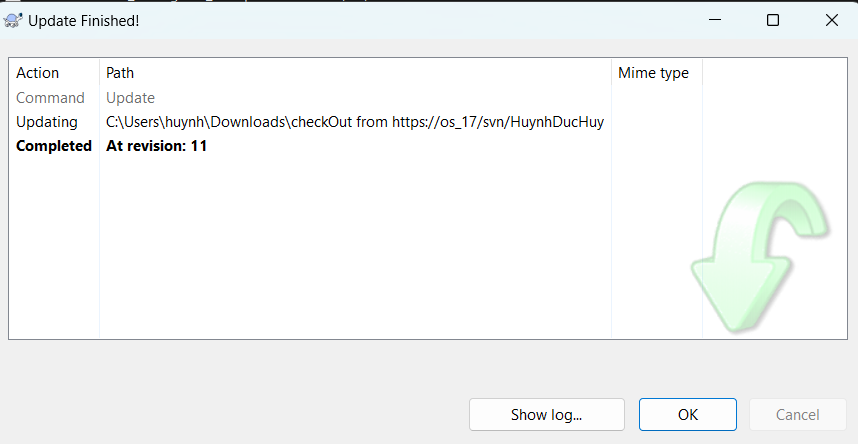 Update Finished!
Action Path Mime type
Command Update
Updating C:\Users\huynh\Downloads\checkOut from https://os_17/svn/HuynhDucHuy
Completed At revision: 11
Show log... OK Cancel